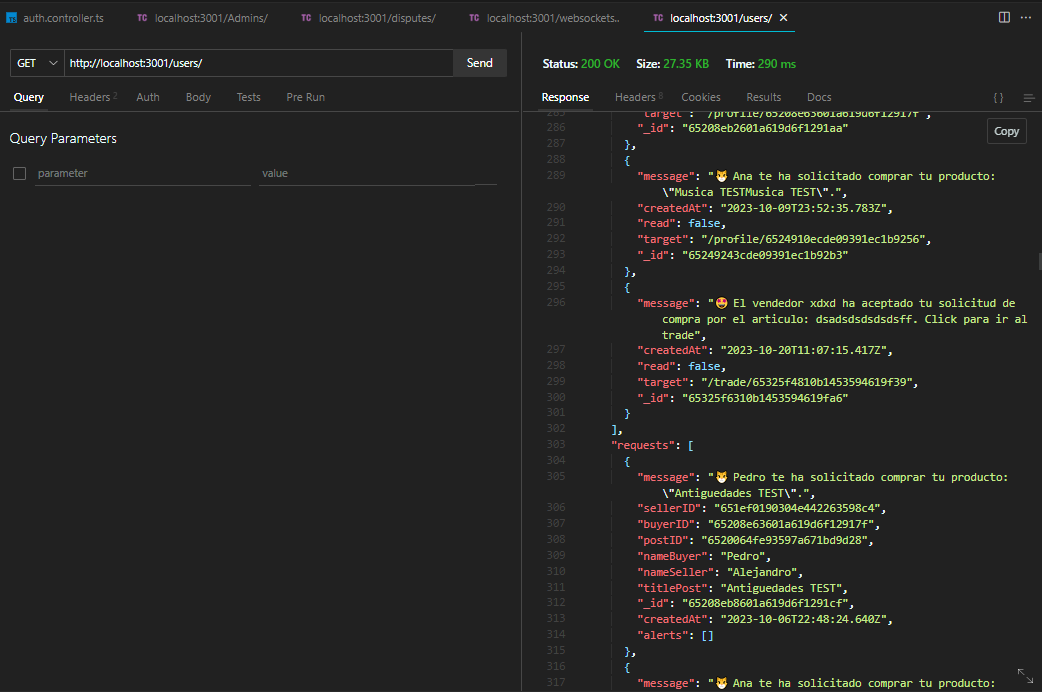 auth.controller.ts
TC localhost:3001/Admins/
TC localhost:3001/disputes/
TC localhost:3001/websockets..
TC localhost:3001/users/ ×
GET http://localhost:3001/users/ Send
Query Headers 2 Auth Body Tests Pre Run
Query Parameters
parameter value
Status: 200 OK Size: 27.35 KB Time: 290 ms
Response Headers 8 Cookies Results Docs { }
Copy
285 "target": "/profile/65208e63601a619d6f12917f",
286 "_id": "65208eb2601a619d6f1291aa"
287 },
288 {
289 "message": "🐯 Ana te ha solicitado comprar tu producto:
\"Musica TESTMusica TEST\".",
290 "createdAt": "2023-10-09T23:52:35.783Z",
291 "read": false,
292 "target": "/profile/6524910ecde09391ec1b9256",
293 "_id": "65249243cde09391ec1b92b3"
294 },
295 {
296 "message": "🤩 El vendedor xdxd ha aceptado tu solicitud de
compra por el articulo: dsadsdsdsdsdsff. Click para ir al
trade",
297 "createdAt": "2023-10-20T11:07:15.417Z",
298 "read": false,
299 "target": "/trade/65325f4810b1453594619f39",
300 "_id": "65325f6310b1453594619fa6"
301 }
302 ],
303 "requests": [
304 {
305 "message": "🐯 Pedro te ha solicitado comprar tu producto:
\"Antiguedades TEST\".",
306 "sellerID": "651ef0190304e442263598c4",
307 "buyerID": "65208e63601a619d6f12917f",
308 "postID": "6520064fe93597a671bd9d28",
309 "nameBuyer": "Pedro",
310 "nameSeller": "Alejandro",
311 "titlePost": "Antiguedades TEST",
312 "_id": "65208eb8601a619d6f1291cf",
313 "createdAt": "2023-10-06T22:48:24.640Z",
314 "alerts": []
315 },
316 {
317 "message": "🐯 Ana te ha solicitado comprar tu producto: